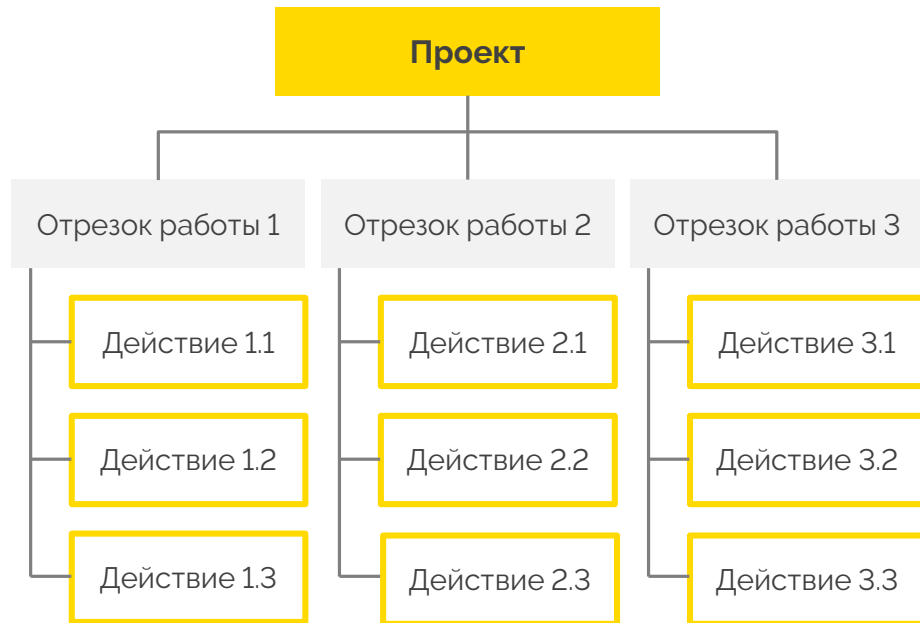 Проект
Отрезок работы 1
Отрезок работы 2
Отрезок работы 3
Действие 1.1
Действие 2.1
Действие 3.1
Действие 1.2
Действие 2.2
Действие 3.2
Действие 1.3
Действие 2.3
Действие 3.3